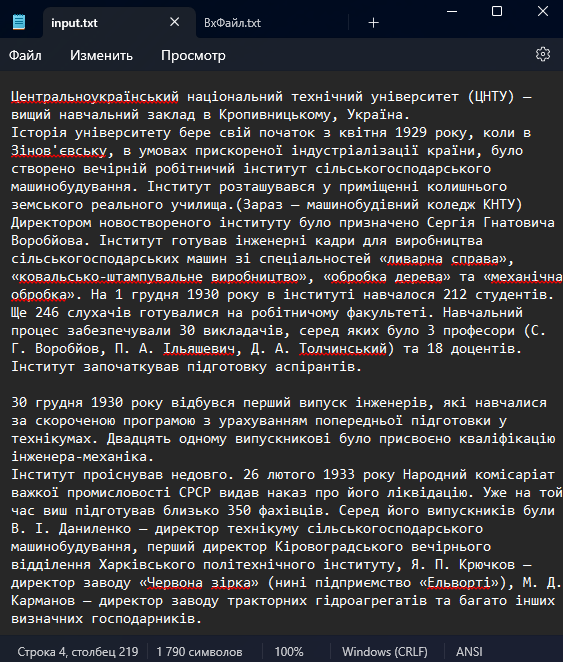 input.txt
ВхФайл.txt
Файл
Изменить
Просмотр
Центральноукраїнський національний технічний університет (ЦНТУ) —
вищий навчальний заклад в Кропивницькому, Україна.
Історія університету бере свій початок з квітня 1929 року, коли в
Зінов'євську, в умовах прискореної індустріалізації країни, було
створено вечірній робітничий інститут сільськогосподарського
машинобудування. Інститут розташувався у приміщенні колишнього
земського реального училища.(Зараз — машинобудівний коледж КНТУ)
Директором новоствореного інституту було призначено Сергія Гнатовича
Воробйова. Інститут готував інженерні кадри для виробництва
сільськогосподарських машин зі спеціальностей «ливарна справа»,
«ковальсько-штампувальне виробництво», «обробка дерева» та «механічна
обробка». На 1 грудня 1930 року в інституті навчалося 212 студентів.
Ще 246 слухачів готувалися на робітничому факультеті. Навчальний
процес забезпечували 30 викладачів, серед яких було 3 професори (С.
Г. Воробйов, П. А. Ільяшевич, Д. А. Толчинський) та 18 доцентів.
Інститут започаткував підготовку аспірантів.
30 грудня 1930 року відбувся перший випуск інженерів, які навчалися
за скороченою програмою з урахуванням попередньої підготовки у
технікумах. Двадцять одному випускникові було присвоєно кваліфікацію
інженера-механіка.
Інститут проіснував недовго. 26 лютого 1933 року Народний комісаріат
важкої промисловості СРСР видав наказ про його ліквідацію. Уже на той
час виш підготував близько 350 фахівців. Серед його випускників були
В. І. Даниленко — директор технікуму сільськогосподарського
машинобудування, перший директор Кіровоградського вечірнього
відділення Харківського політехнічного інституту, Я. П. Крючков —
директор заводу «Червона зірка» (нині підприємство «Ельворті»), М. Д.
Карманов — директор заводу тракторних гідроагрегатів та багато інших
визначних господарників.
Строка 4, столбец 219
1 790 символов
100%
Windows (CRLF)
ANSI